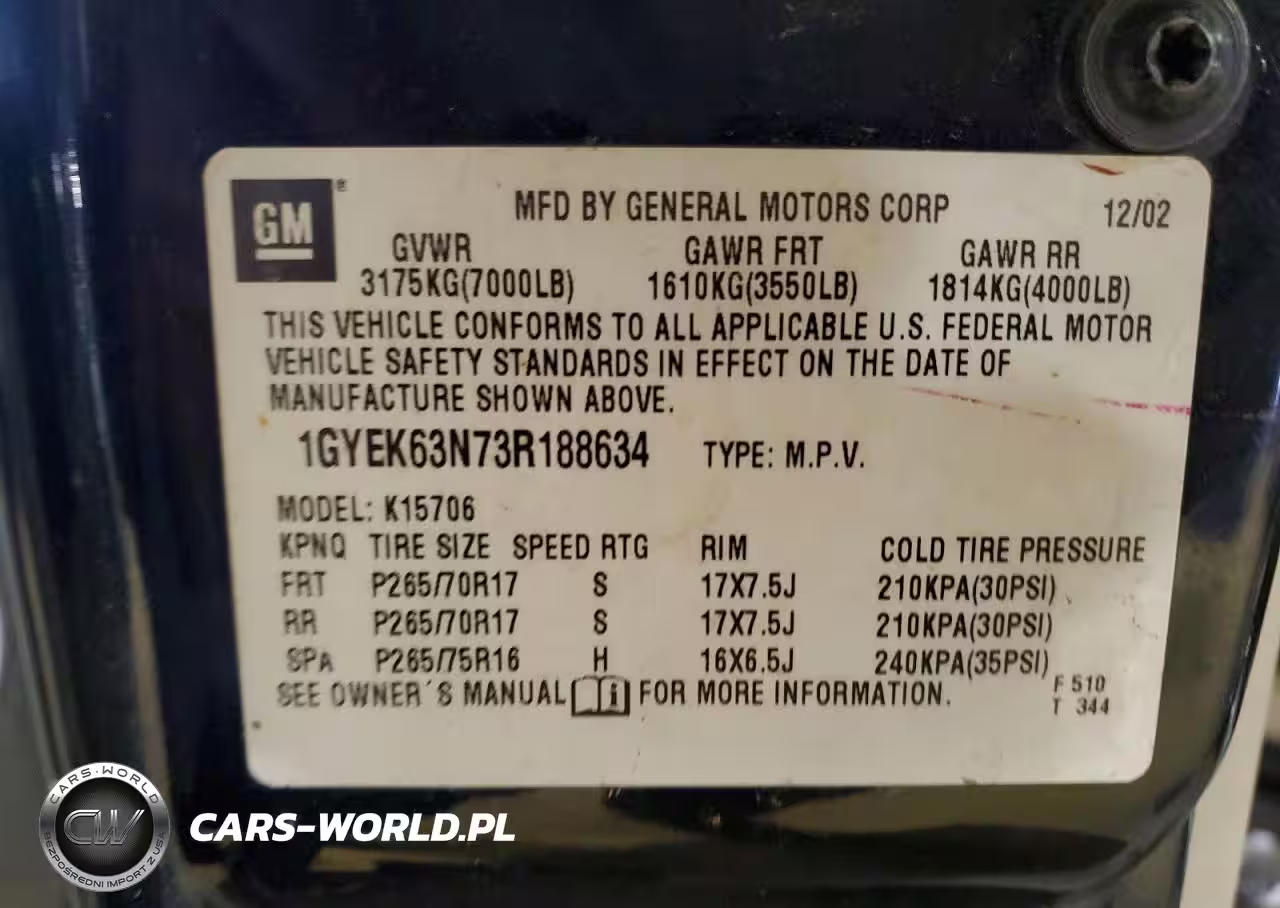 GM ®
MFD BY GENERAL MOTORS CORP 12/02
GVWR GAWR FRT GAWR RR
3175KG(7000LB) 1610KG(3550LB) 1814KG(4000LB)
THIS VEHICLE CONFORMS TO ALL APPLICABLE U.S. FEDERAL MOTOR
VEHICLE SAFETY STANDARDS IN EFFECT ON THE DATE OF
MANUFACTURE SHOWN ABOVE.
1GYEK63N73R188634 TYPE: M.P.V.
MODEL: K15706
KPNQ TIRE SIZE SPEED RTG RIM COLD TIRE PRESSURE
FRT P265/70R17 S 17X7.5J 210KPA(30PSI)
RR P265/70R17 S 17X7.5J 210KPA(30PSI)
SPA P265/75R16 H 16X6.5J 240KPA(35PSI)
SEE OWNER´S MANUAL FOR MORE INFORMATION.
F 510
T 344
CARS-WORLD
CW
BEZPOŚREDNI IMPORT Z USA
CARS-WORLD.PL